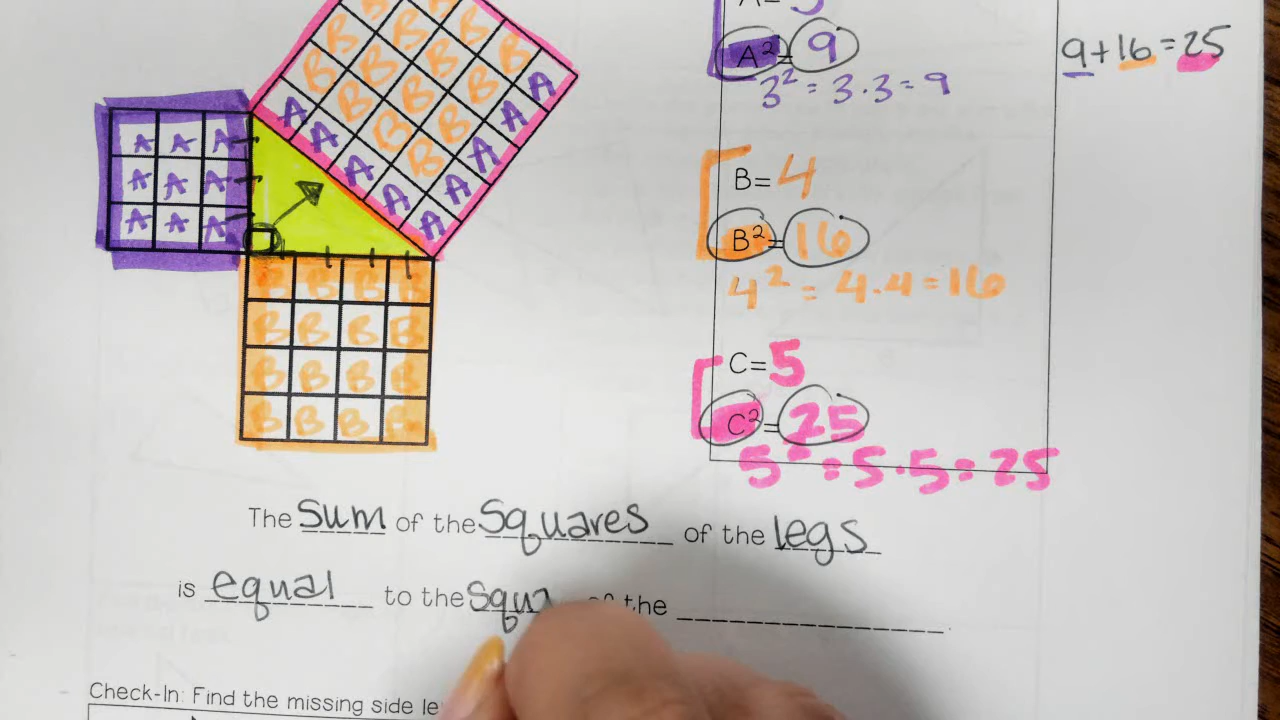 B B B B
B B B B B
B B B B
B B B
A A A A A A A A A
A A A
A A A
A A A
B B B B
B B B B
B B B B
B B B B
A²= 9
3² = 3·3 = 9
9+16=25
B= 4
B²= 16
4² = 4·4=16
C= 5
C²= 25
5² = 5·5=25
The sum of the squares of the legs
is equal to the squa of the
Check-In: Find the missing side le